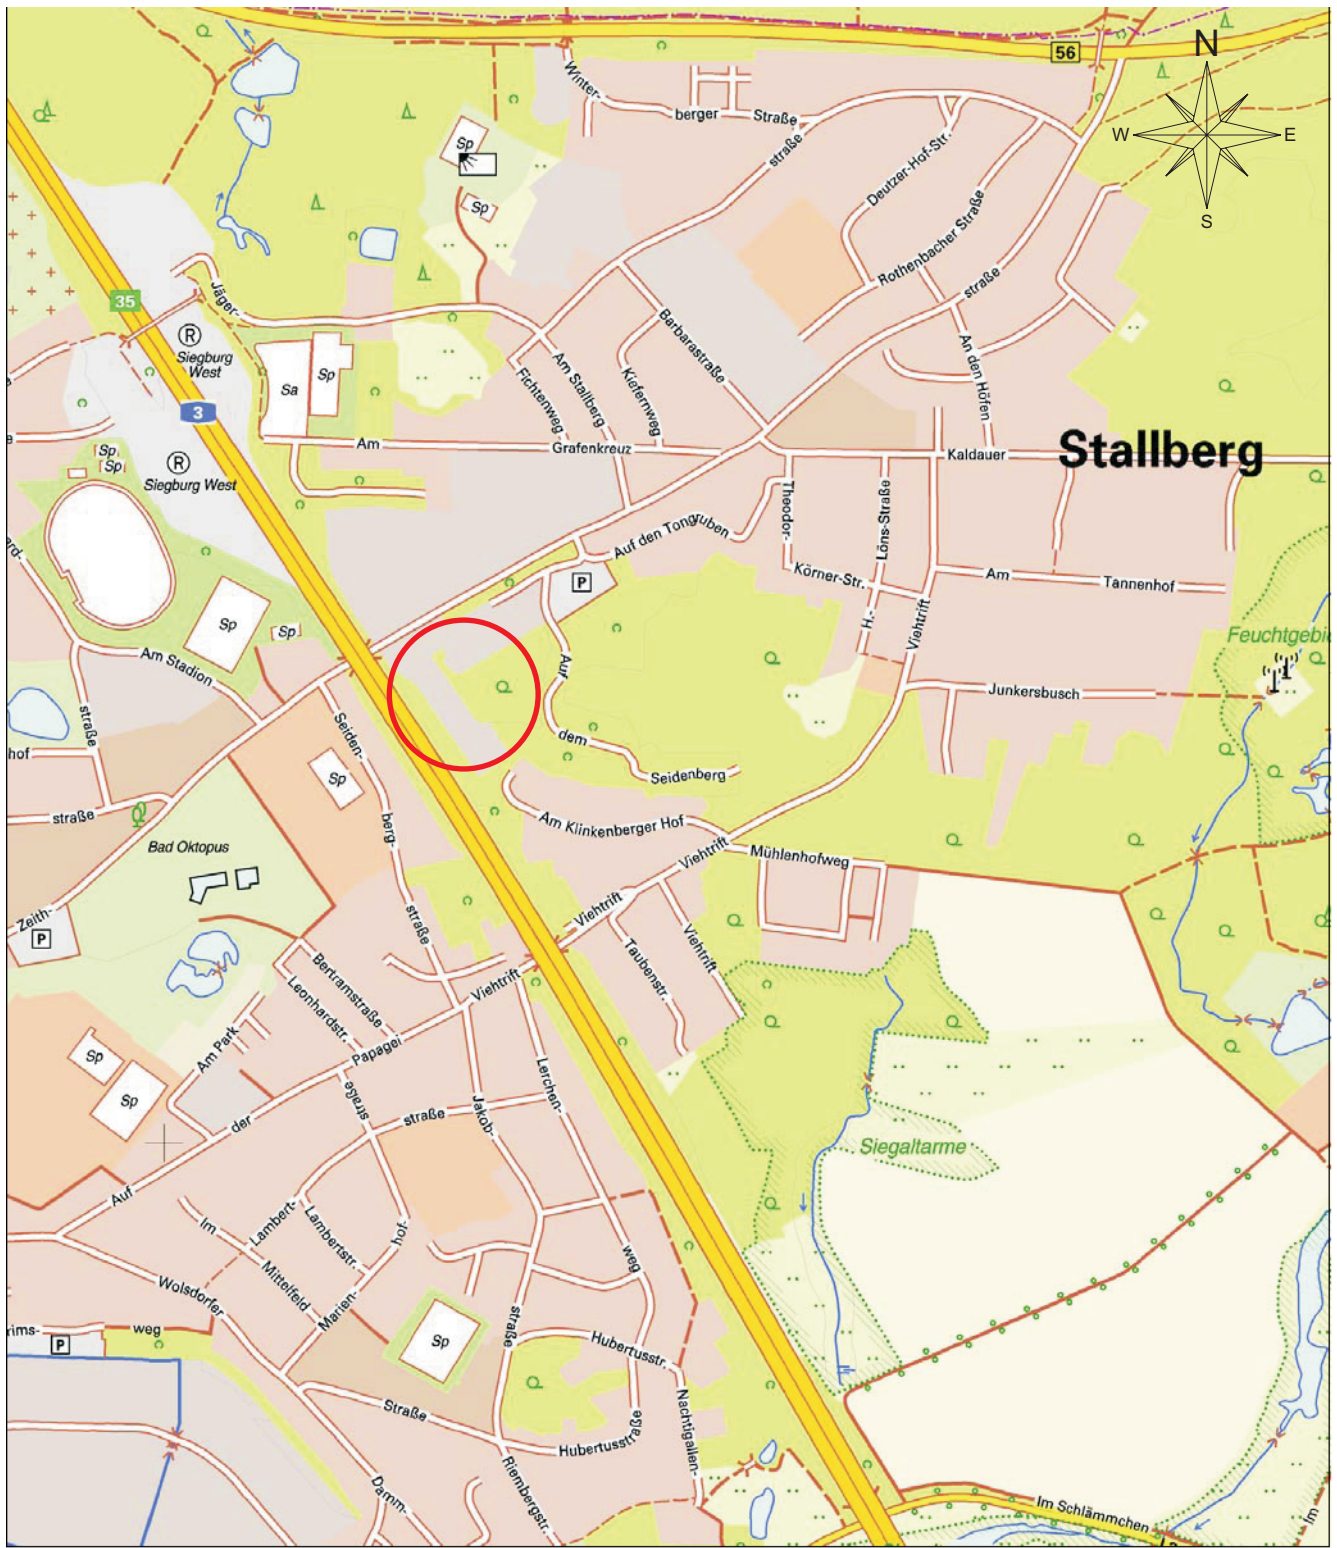 56
N
W
E
S
Winter-
berger
Straße
straße
Deutzer-Hof-Str.
Rothenbacher Straße
straße
An den Höfen
Sp
Sp
35
Jäger-
R
Siegburg
West
3
R
Siegburg West
Sa
Sp
Barbarastraße
Am Stallberg
Fichtenweg
Kiefernweg
Am
Grafenkreuz
Kaldauer
Stallberg
Sp
Sp
Sp
Sp
Auf den Tongruben
P
Theodor-
Körner-Str.
Löns-Straße
H.-
Viehtrift
Am
Tannenhof
Feuchtgebie
Am Stadion
straße
hof
straße
Seiden-
berg-
straße
Sp
Auf
dem
Seidenberg
Junkersbusch
Am Klinkenberger Hof
Viehtrift
Mühlenhofweg
Bad Oktopus
Zeith-
P
Viehtrift
Viehtrift
Taubenstr.
Viehtrift
Bertramstraße
Leonhardstr.
Am Park
Papagei
der
Auf
Sp
Sp
straße
straße
Jakob-
straße
Lerchen-
weg
Siegaltarme
Im
Mittelfeld
Lambert-
Lambertstr.
hof-
Marien-
Wolsdorfer
Straße
rims-
weg
P
Sp
Hubertusstr.
Hubertusstraße
Nachtigallen-
Riembergstr.
Damm-
Im Schlämmchen
Im